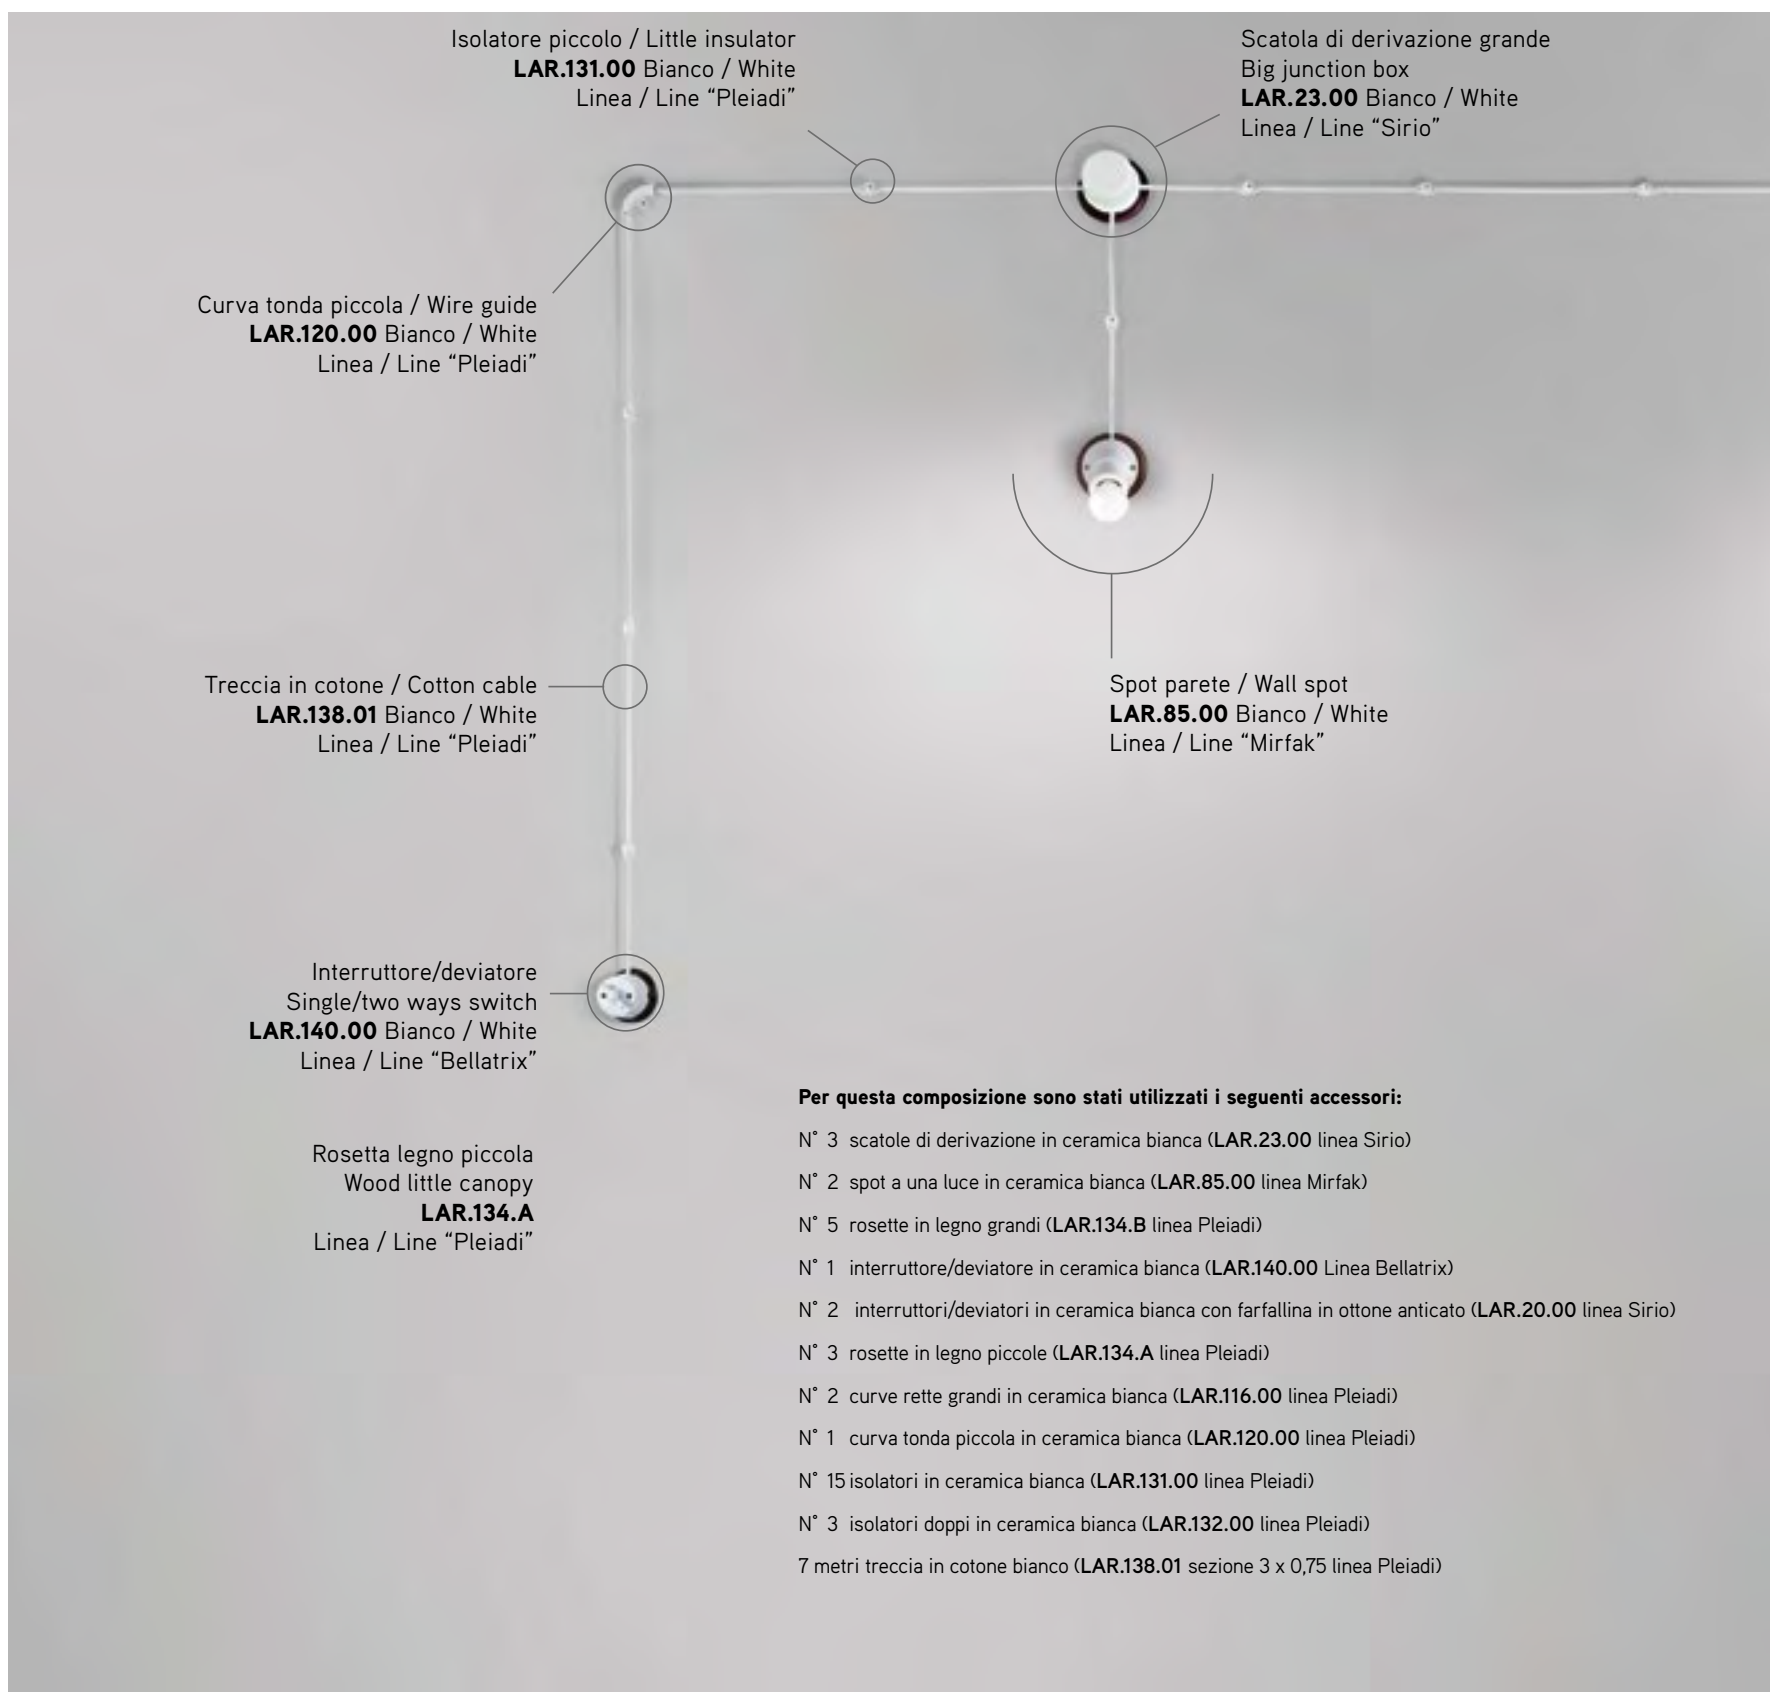 Isolatore piccolo / Little insulator
LAR.131.00 Bianco / White
Linea / Line “Pleiadi”
Scatola di derivazione grande
Big junction box
LAR.23.00 Bianco / White
Linea / Line “Sirio”
Curva tonda piccola / Wire guide
LAR.120.00 Bianco / White
Linea / Line “Pleiadi”
Treccia in cotone / Cotton cable
LAR.138.01 Bianco / White
Linea / Line “Pleiadi”
Spot parete / Wall spot
LAR.85.00 Bianco / White
Linea / Line “Mirfak”
Interruttore/deviatore
Single/two ways switch
LAR.140.00 Bianco / White
Linea / Line “Bellatrix”
Rosetta legno piccola
Wood little canopy
LAR.134.A
Linea / Line “Pleiadi”
Per questa composizione sono stati utilizzati i seguenti accessori:
N° 3 scatole di derivazione in ceramica bianca (LAR.23.00 linea Sirio)
N° 2 spot a una luce in ceramica bianca (LAR.85.00 linea Mirfak)
N° 5 rosette in legno grandi (LAR.134.B linea Pleiadi)
N° 1 interruttore/deviatore in ceramica bianca (LAR.140.00 Linea Bellatrix)
N° 2 interruttori/deviatori in ceramica bianca con farfallina in ottone anticato (LAR.20.00 linea Sirio)
N° 3 rosette in legno piccole (LAR.134.A linea Pleiadi)
N° 2 curve rette grandi in ceramica bianca (LAR.116.00 linea Pleiadi)
N° 1 curva tonda piccola in ceramica bianca (LAR.120.00 linea Pleiadi)
N° 15 isolatori in ceramica bianca (LAR.131.00 linea Pleiadi)
N° 3 isolatori doppi in ceramica bianca (LAR.132.00 linea Pleiadi)
7 metri treccia in cotone bianco (LAR.138.01 sezione 3 x 0,75 linea Pleiadi)